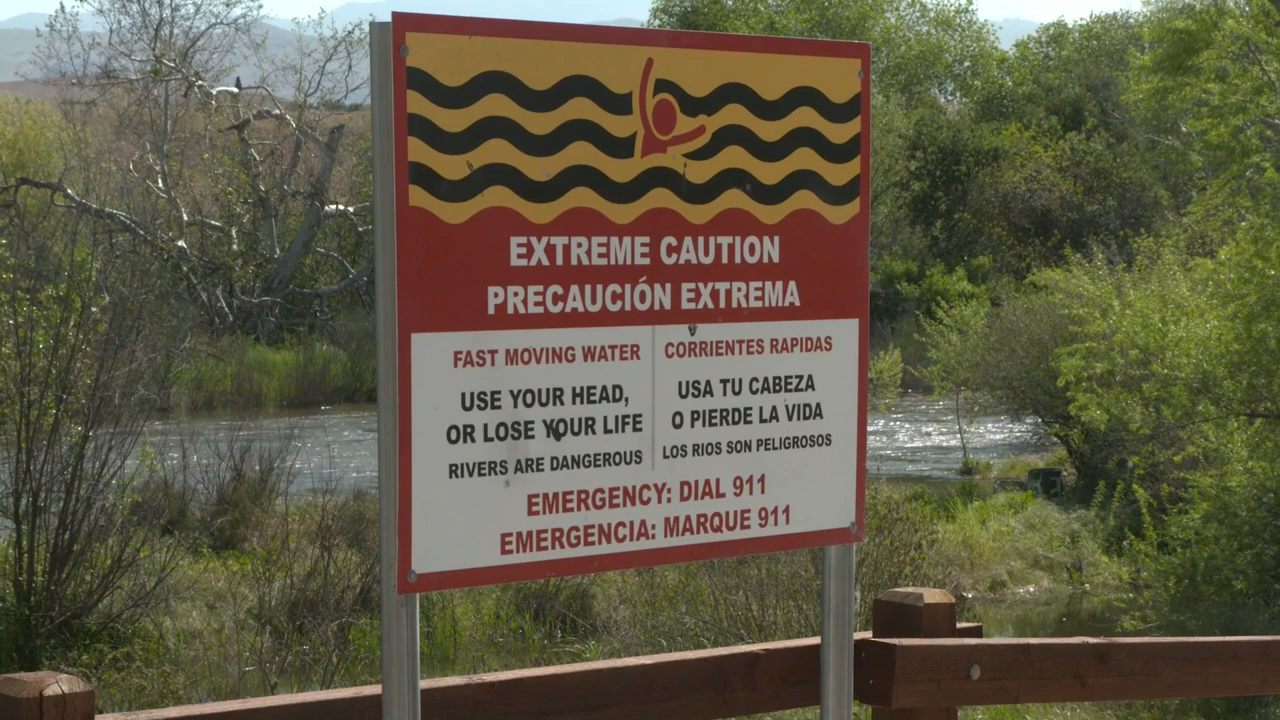 EXTREME CAUTION
PRECAUCIÓN EXTREMA
FAST MOVING WATER
USE YOUR HEAD,
OR LOSE YOUR LIFE
RIVERS ARE DANGEROUS
CORRIENTES RAPIDAS
USA TU CABEZA
O PIERDE LA VIDA
LOS RIOS SON PELIGROSOS
EMERGENCY: DIAL 911
EMERGENCIA: MARQUE 911